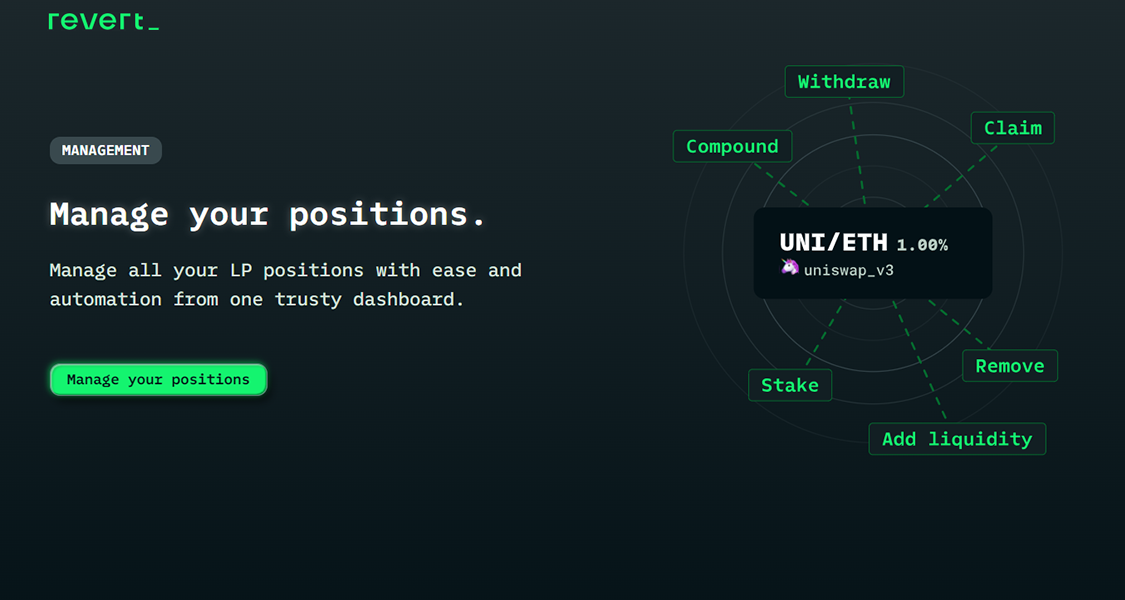 revert_
MANAGEMENT
Manage your positions.
Manage all your LP positions with ease and
automation from one trusty dashboard.
Manage your positions
Withdraw
Claim
Compound
UNI/ETH 1.00%
uniswap_v3
Remove
Stake
Add liquidity